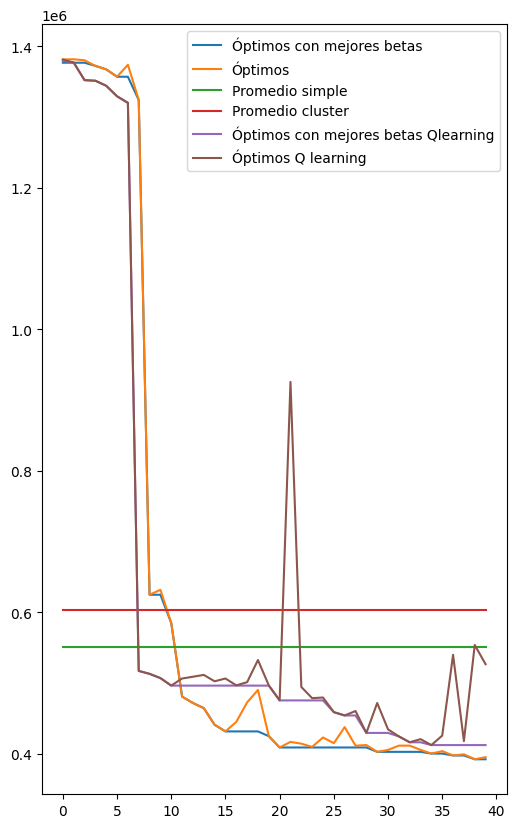 1e6
Óptimos con mejores betas
Óptimos
Promedio simple
Promedio cluster
Óptimos con mejores betas Qlearning
Óptimos Q learning
1.4
1.2
1.0
0.8
0.6
0.4
0 5 10 15 20 25 30 35 40